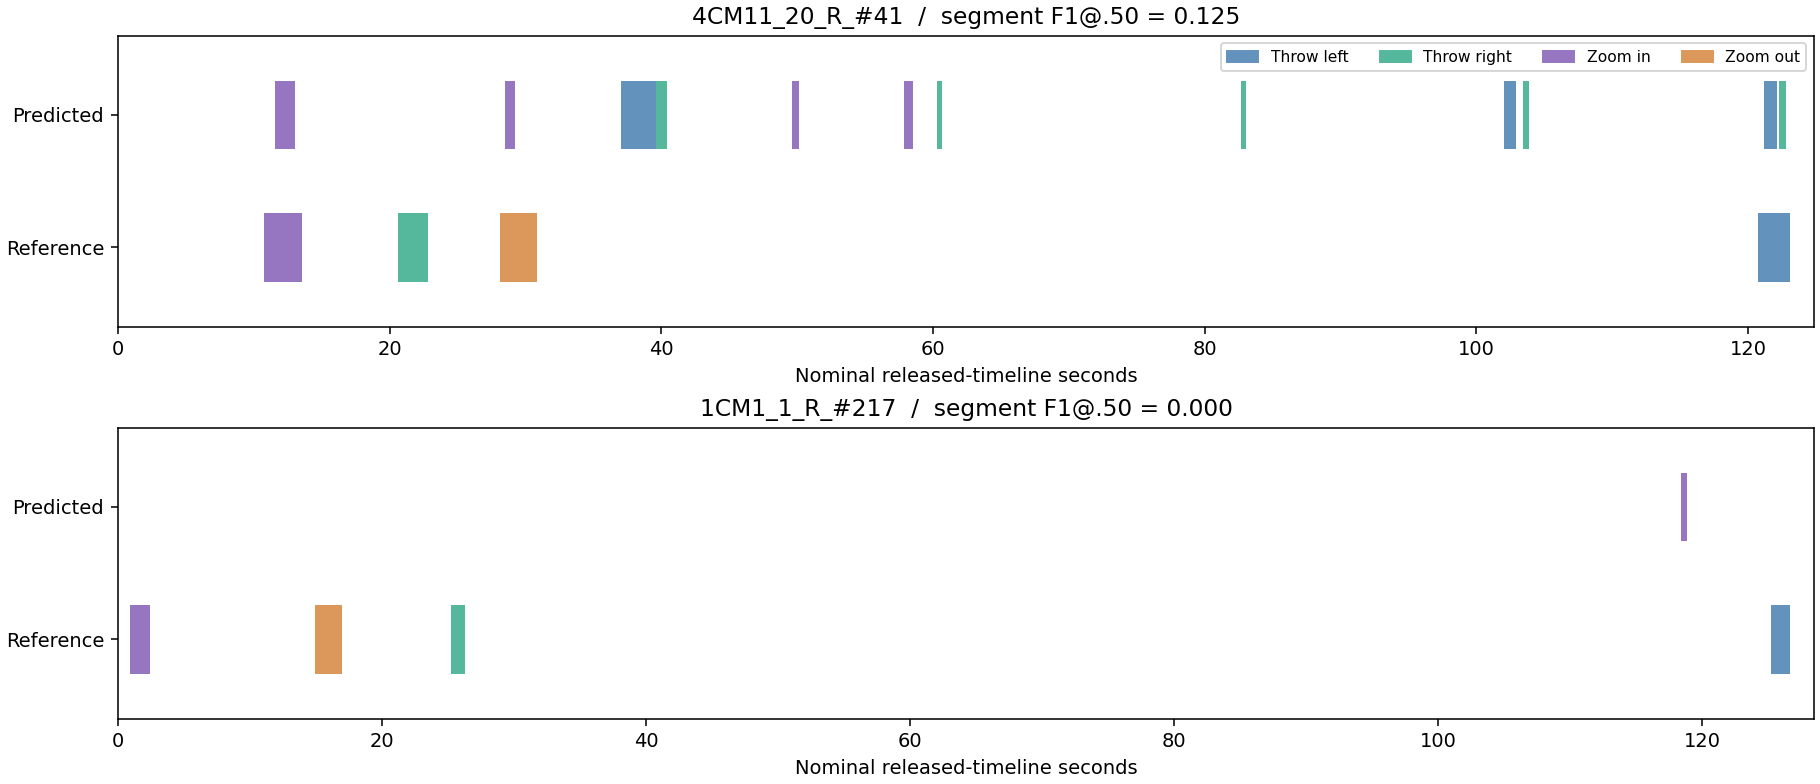 4CM11_20_R_#41 / segment F1@.50 = 0.125
Throw left Throw right Zoom in Zoom out
Predicted
Reference
0 20 40 60 80 100 120
Nominal released-timeline seconds
1CM1_1_R_#217 / segment F1@.50 = 0.000
Predicted
Reference
0 20 40 60 80 100 120
Nominal released-timeline seconds